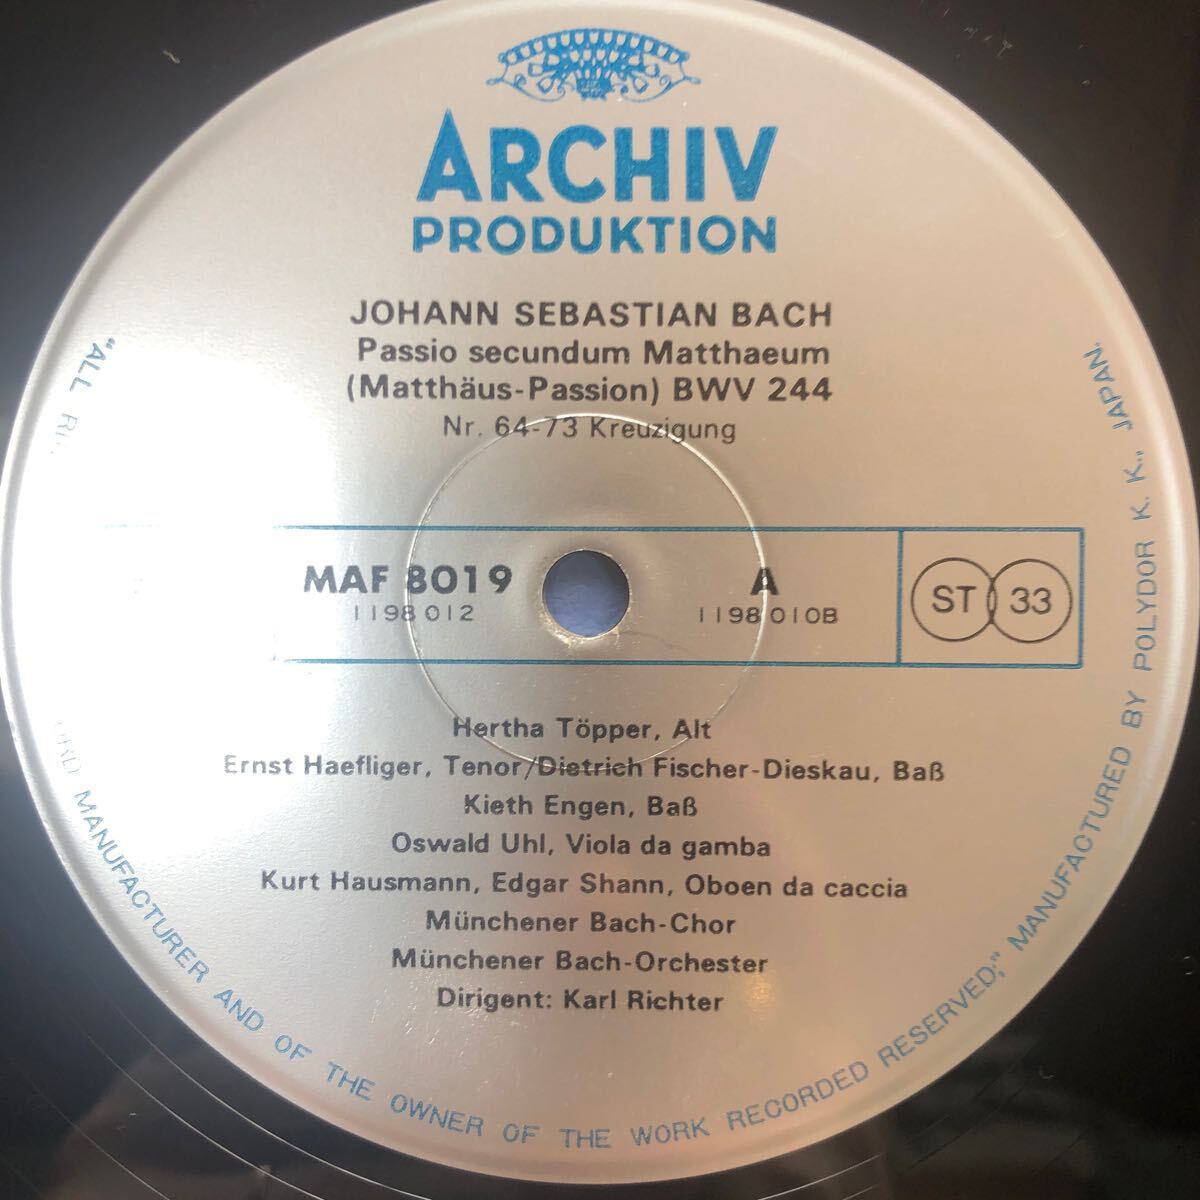 ARCHIV
PRODUKTION
JOHANN SEBASTIAN BACH
Passio secundum Matthaeum
(Matthäus-Passion) BWV 244
Nr. 64-73 Kreuzigung
MAF 8019
1198 012
A
1198 010B
ST 33
Hertha Töpper, Alt
Ernst Haefliger, Tenor/Dietrich Fischer-Dieskau, Baß
Kieth Engen, Baß
Oswald Uhl, Viola da gamba
Kurt Hausmann, Edgar Shann, Oboen da caccia
Münchener Bach-Chor
Münchener Bach-Orchester
Dirigent: Karl Richter
"ALL MANUFACTURER AND OF THE OWNER OF THE WORK RECORDED RESERVED," MANUFACTURED BY POLYDOR K. K., JAPAN.